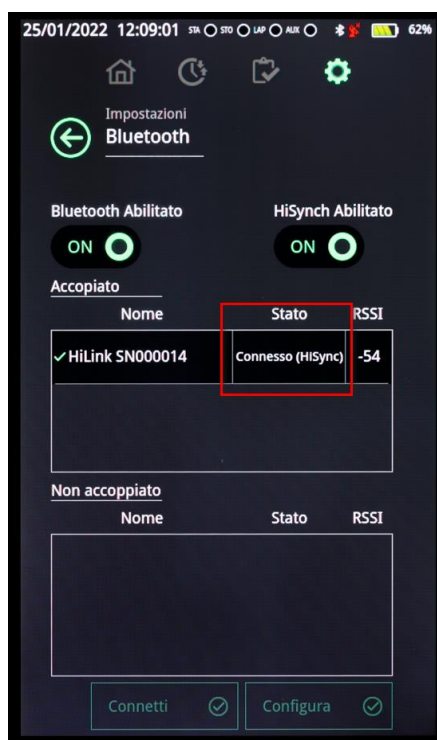 25/01/2022 12:09:01 STA STO LAP AUX 62%
Impostazioni
Bluetooth
Bluetooth Abilitato HiSynch Abilitato
ON ON
Accopiato
Nome Stato RSSI
HiLink SN000014 Connesso (HiSync) -54
Non accoppiato
Nome Stato RSSI
Connetti Configura